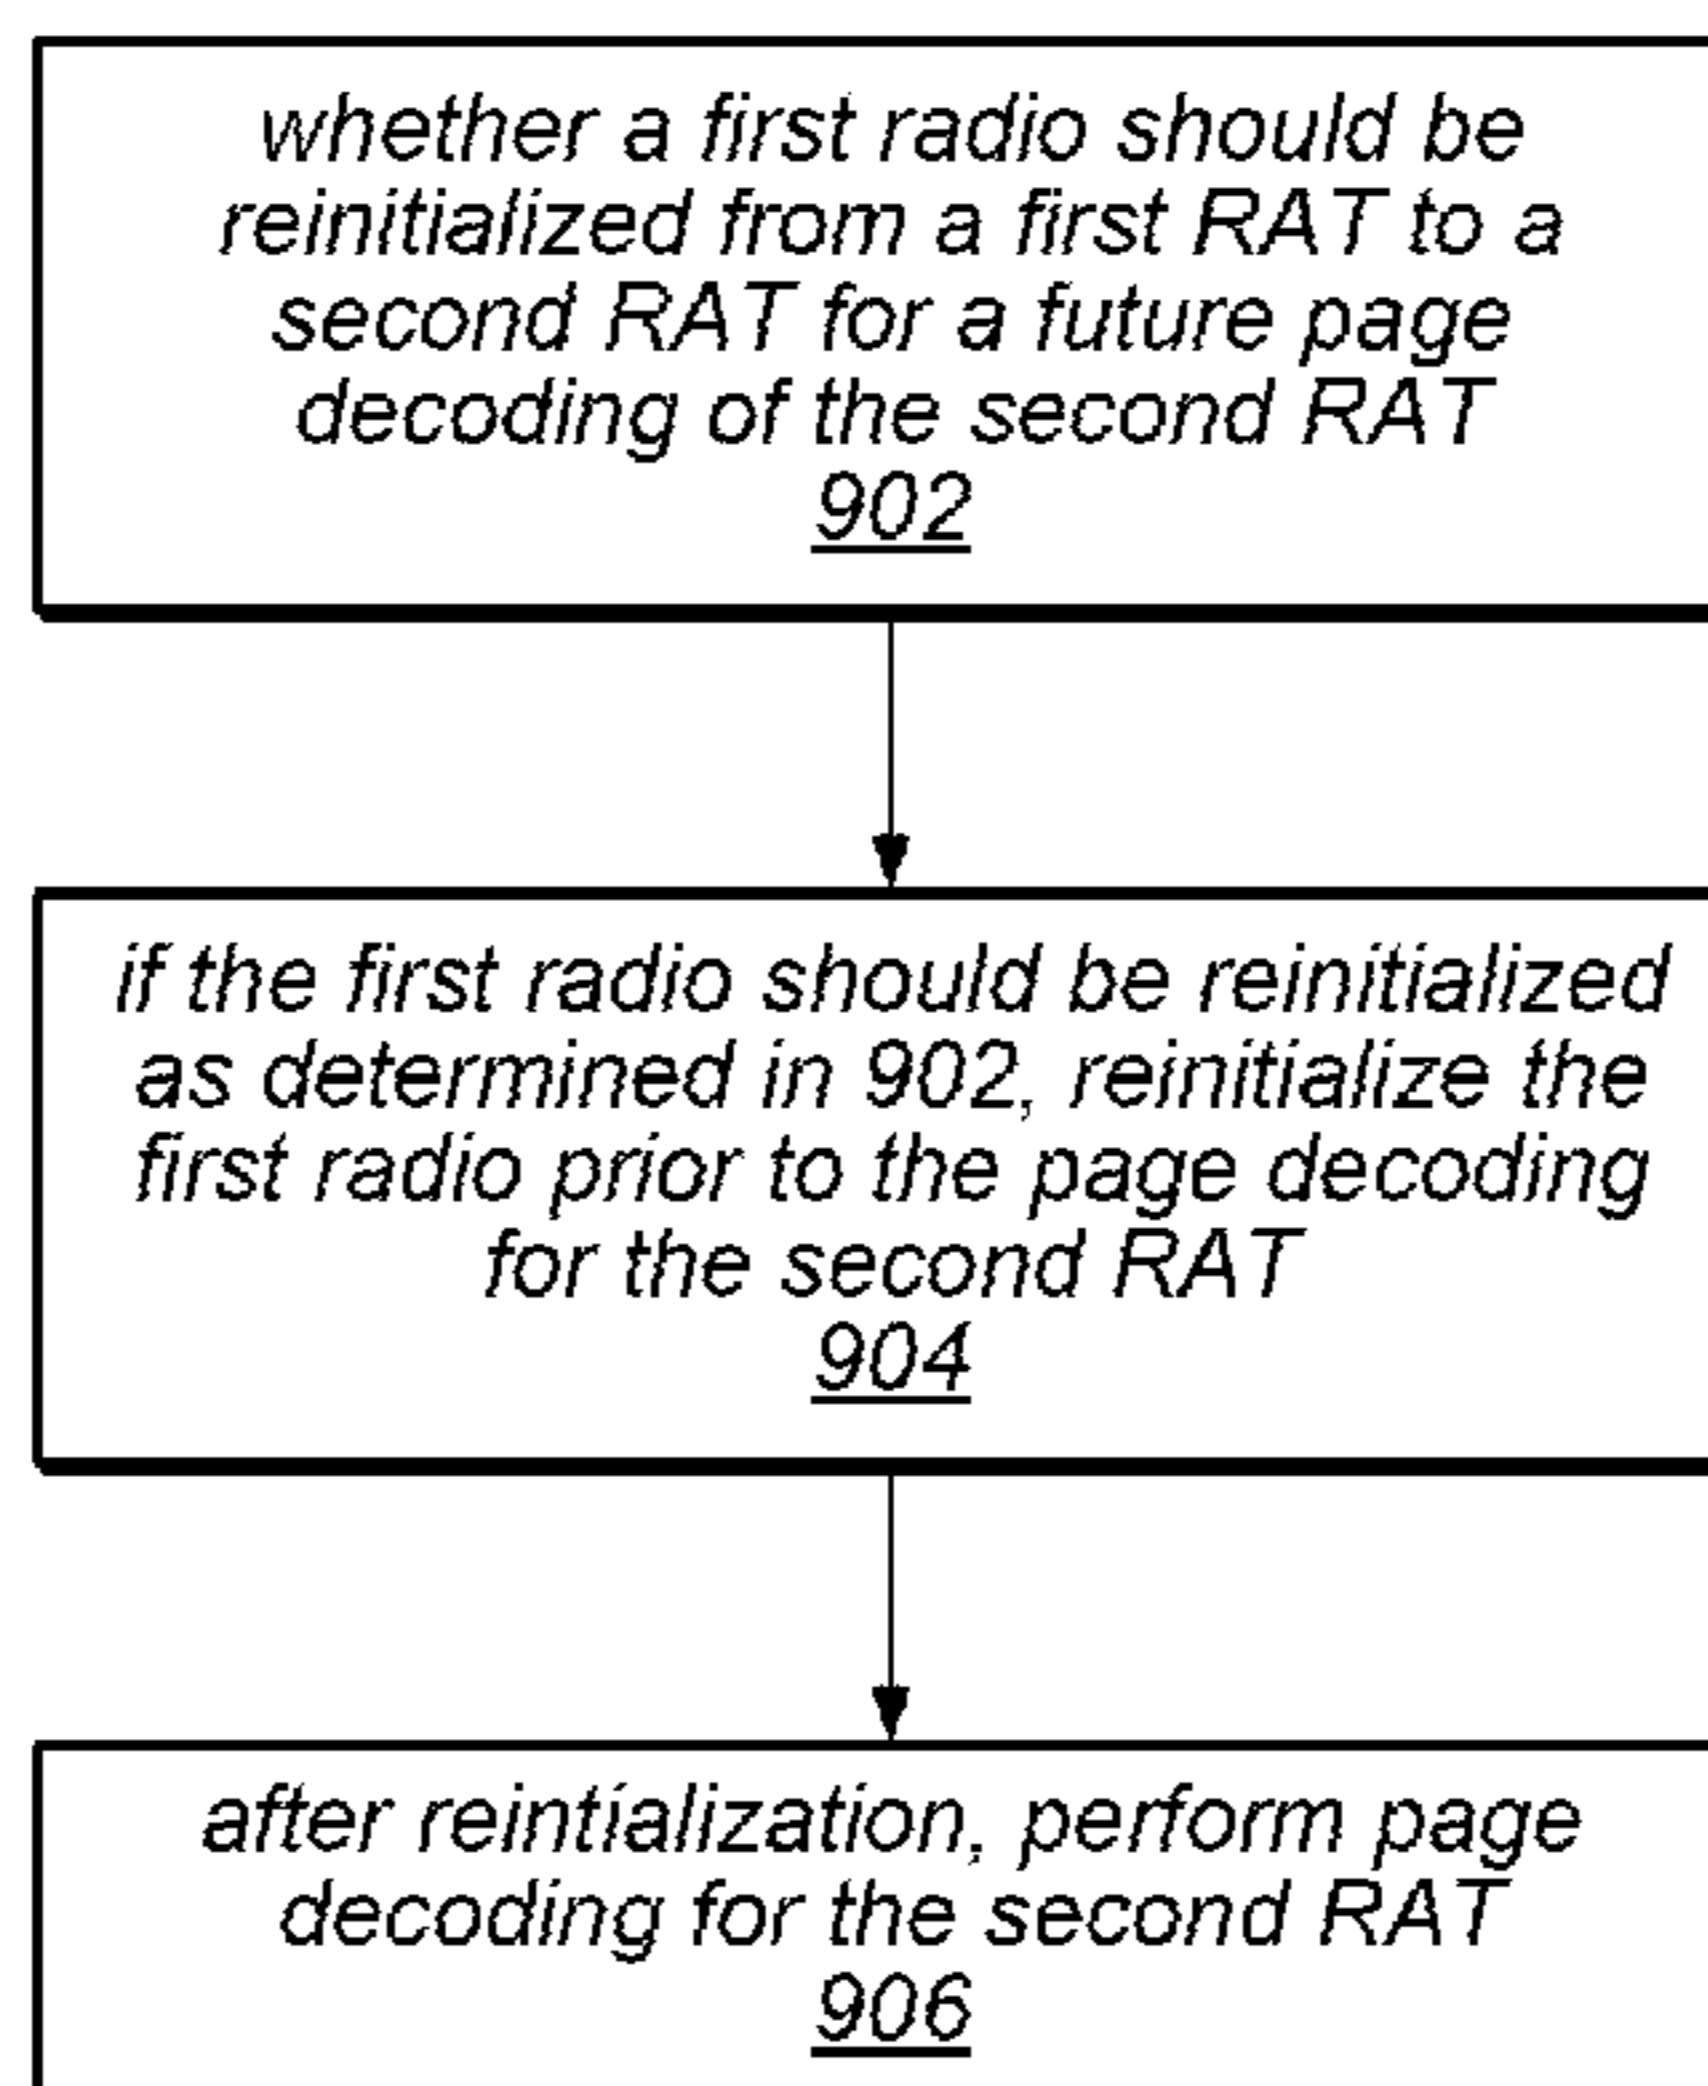 whether a first radio should be
reinitialized from a first RAT to a
second RAT for a future page
decoding of the second RAT
902
if the first radio should be reinitialized
as determined in 902, reinitialize the
first radio prior to the page decoding
for the second RAT
904
after reintialization, perform page
decoding for the second RAT
906